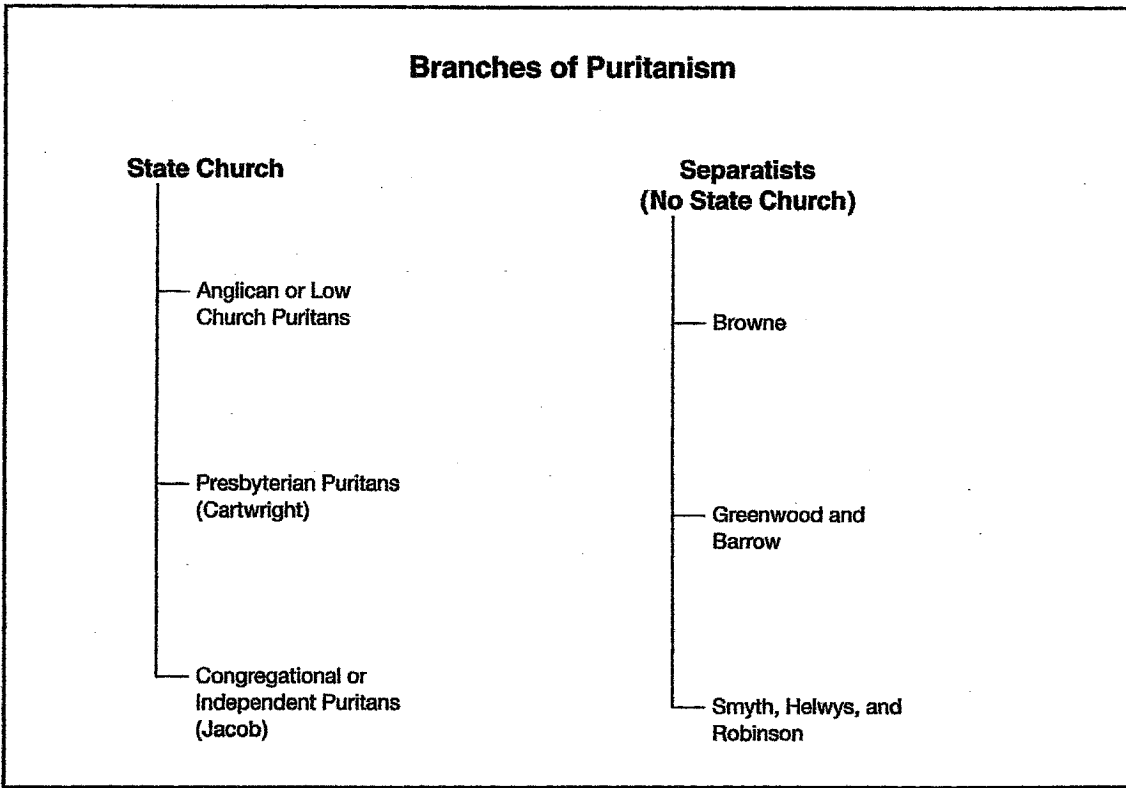 Branches of Puritanism
State Church
Anglican or Low
Church Puritans
Presbyterian Puritans
(Cartwright)
Congregational or
Independent Puritans
(Jacob)
Separatists
(No State Church)
Browne
Greenwood and
Barrow
Smyth, Helwys, and
Robinson